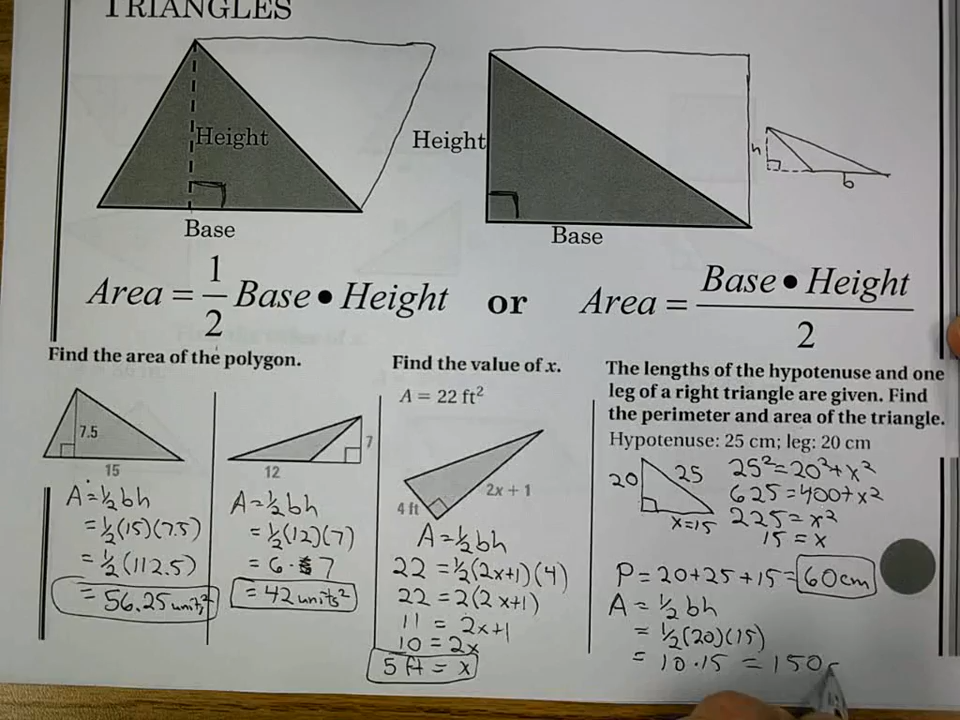 TRIANGLES
Height
Base
Height
Base
h
b
Area = 1/2 Base • Height or Area = Base • Height / 2
Find the area of the polygon.
7.5
15
A = ½bh
= ½(15)(7.5)
= ½(112.5)
= 56.25 units²
7
12
A = ½bh
= ½(12)(7)
= 6 · 7
= 42 units²
Find the value of x.
A = 22 ft²
4 ft
2x + 1
A = ½bh
22 = ½(2x+1)(4)
22 = 2(2x+1)
11 = 2x+1
10 = 2x
5 ft = x
The lengths of the hypotenuse and one
leg of a right triangle are given. Find
the perimeter and area of the triangle.
Hypotenuse: 25 cm; leg: 20 cm
20
25
x=15
25² = 20² + x²
625 = 400 + x²
225 = x²
15 = x
P = 20+25+15 = 60cm
A = ½bh
= ½(20)(15)
= 10 · 15 = 150